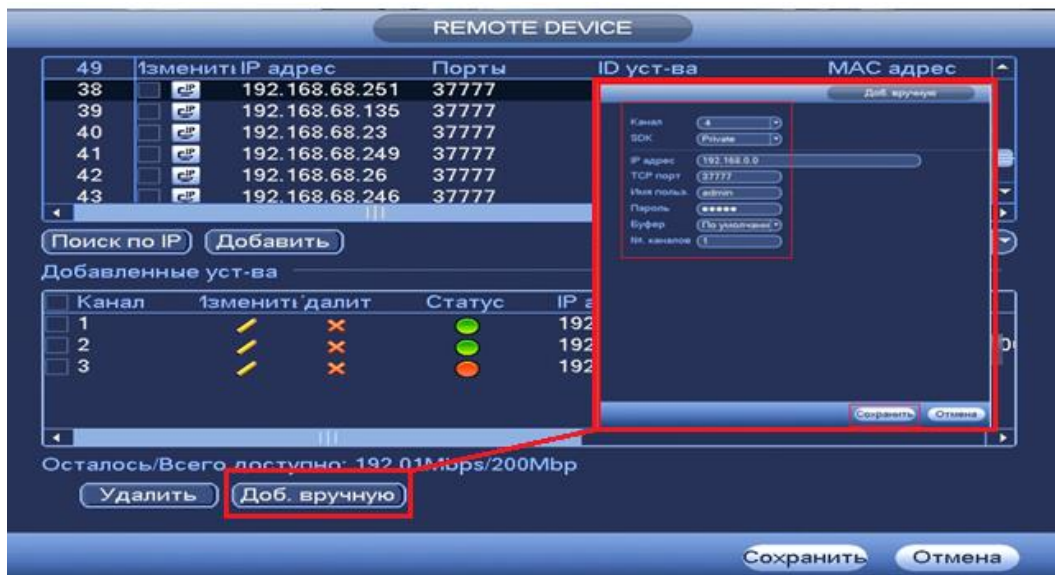 REMOTE DEVICE
49 Ізменитı IP адрес Порты ID уст-ва MAC адрес
38 192.168.68.251 37777
39 192.168.68.135 37777
40 192.168.68.23 37777
41 192.168.68.249 37777
42 192.168.68.26 37777
43 192.168.68.246 37777
Поиск по IP Добавить
Добавленные уст-ва
Канал Ізменитı далит Статус IP а
1 192
2 192
3 192
Осталось/Всего доступно: 192.01Mbps/200Mbp
Удалить Доб. вручную
Сохранить Отмена
Доб. вручную
Канал 4
SDK Private
IP адрес 192.168.0.0
TCP порт 37777
Имя польз. admin
Пароль •••••
Буфер По умолчани
№. каналов 1
Сохранить Отмена